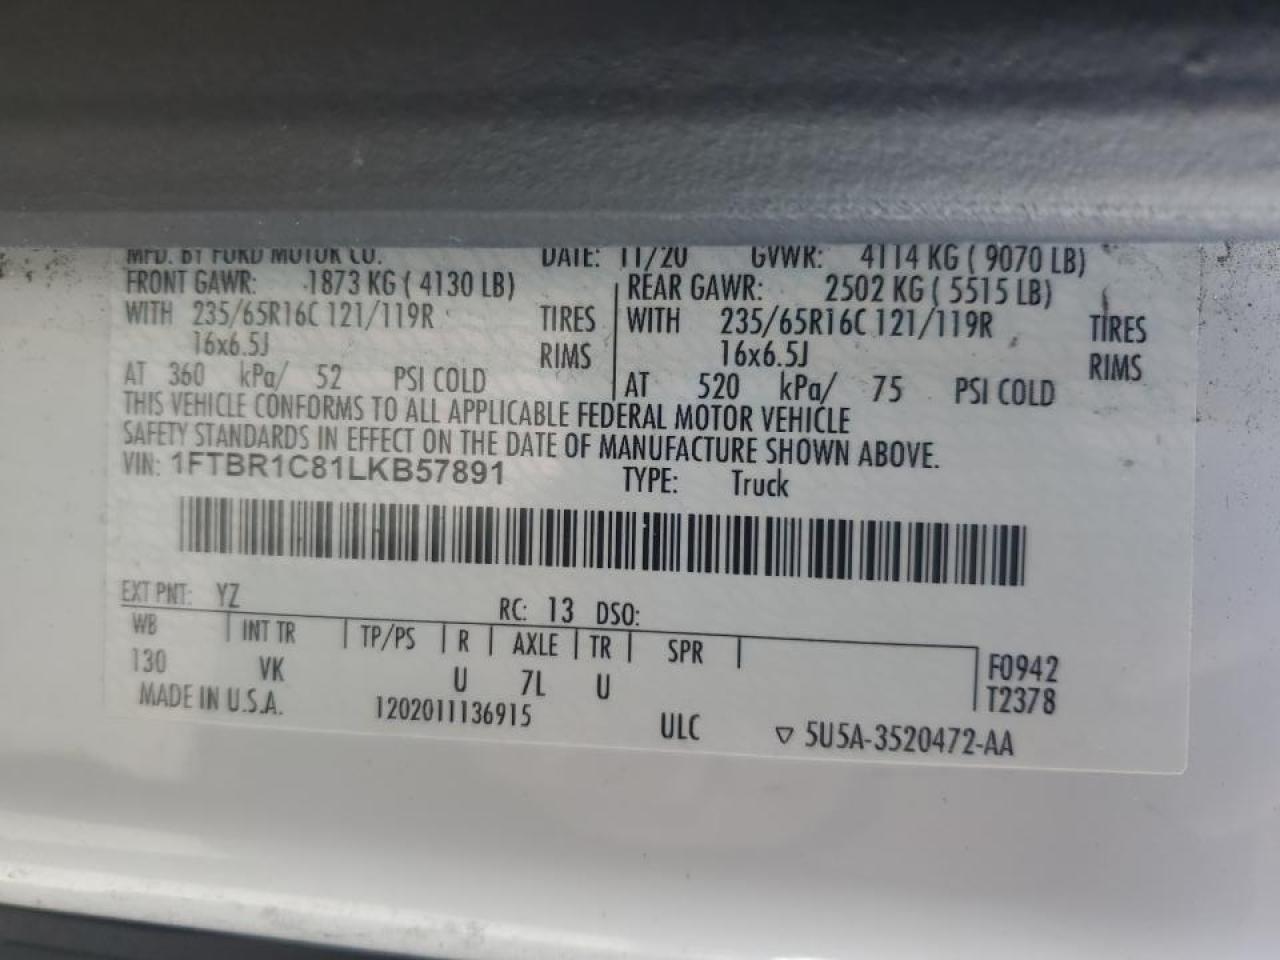 MFD. BY FORD MOTOR CO. DATE: 11/20 GVWR: 4114 KG ( 9070 LB)
FRONT GAWR: 1873 KG ( 4130 LB) REAR GAWR: 2502 KG ( 5515 LB)
WITH 235/65R16C 121/119R TIRES WITH 235/65R16C 121/119R TIRES
16x6.5J RIMS 16x6.5J RIMS
AT 360 kPa/ 52 PSI COLD AT 520 kPa/ 75 PSI COLD
THIS VEHICLE CONFORMS TO ALL APPLICABLE FEDERAL MOTOR VEHICLE
SAFETY STANDARDS IN EFFECT ON THE DATE OF MANUFACTURE SHOWN ABOVE.
VIN: 1FTBR1C81LKB57891 TYPE: Truck
EXT PNT: YZ RC: 13 DSO:
WB INT TR TP/PS R AXLE TR SPR F0942
130 VK U 7L U T2378
MADE IN U.S.A. 1202011136915 ULC ▽ 5U5A-3520472-AA